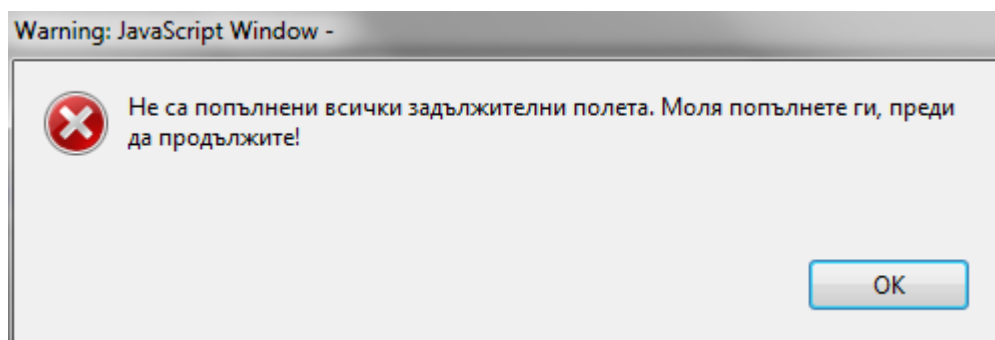 Warning: JavaScript Window -
Не са попълнени всички задължителни полета. Моля попълнете ги, преди
да продължите!
OK